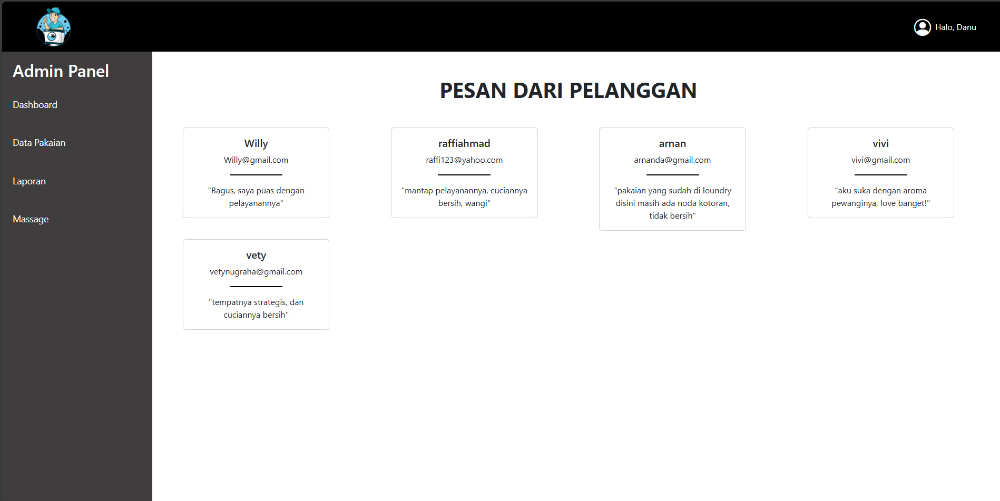 Halo, Danu
Admin Panel
Dashboard
Data Pakaian
Laporan
Massage
PESAN DARI PELANGGAN
Willy
Willy@gmail.com
"Bagus, saya puas dengan
pelayanannya"
raffiahmad
raffi123@yahoo.com
"mantap pelayanannya, cuciannya
bersih, wangi"
arnan
arnanda@gmail.com
"pakaian yang sudah di loundry
disini masih ada noda kotoran,
tidak bersih"
vivi
vivi@gmail.com
"aku suka dengan aroma
pewanginya, love banget!"
vety
vetynugraha@gmail.com
"tempatnya strategis, dan
cuciannya bersih"